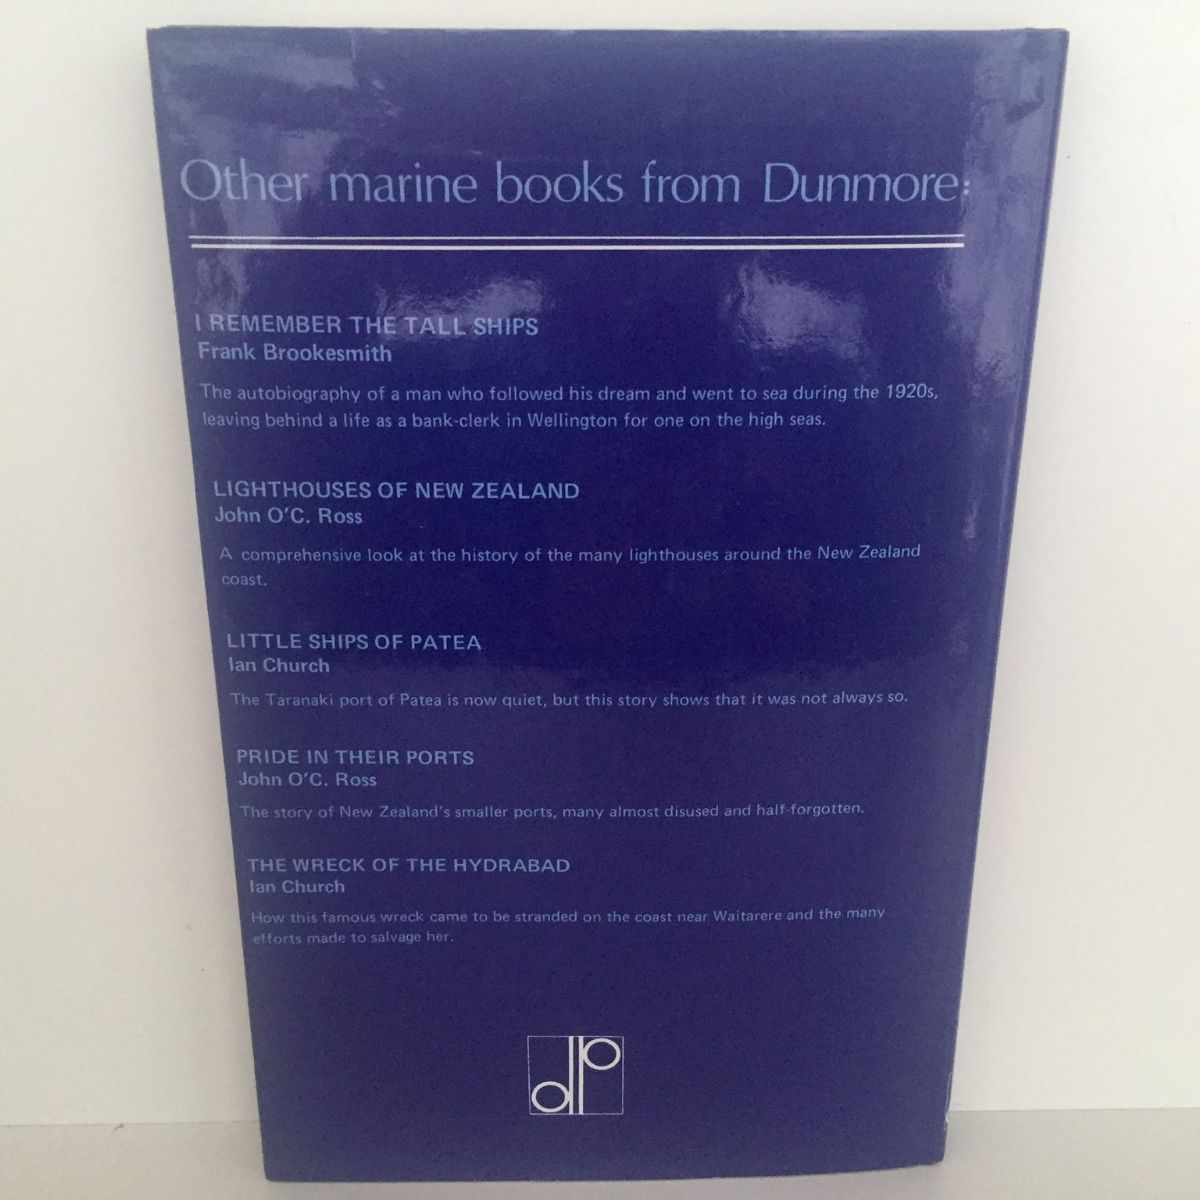 Other marine books from Dunmore:
I REMEMBER THE TALL SHIPS
Frank Brookesmith
The autobiography of a man who followed his dream and went to sea during the 1920s,
leaving behind a life as a bank-clerk in Wellington for one on the high seas.
LIGHTHOUSES OF NEW ZEALAND
John O'C. Ross
A comprehensive look at the history of the many lighthouses around the New Zealand
coast.
LITTLE SHIPS OF PATEA
Ian Church
The Taranaki port of Patea is now quiet, but this story shows that it was not always so.
PRIDE IN THEIR PORTS
John O'C. Ross
The story of New Zealand's smaller ports, many almost disused and half-forgotten.
THE WRECK OF THE HYDRABAD
Ian Church
How this famous wreck came to be stranded on the coast near Waitarere and the many
efforts made to salvage her.
dp